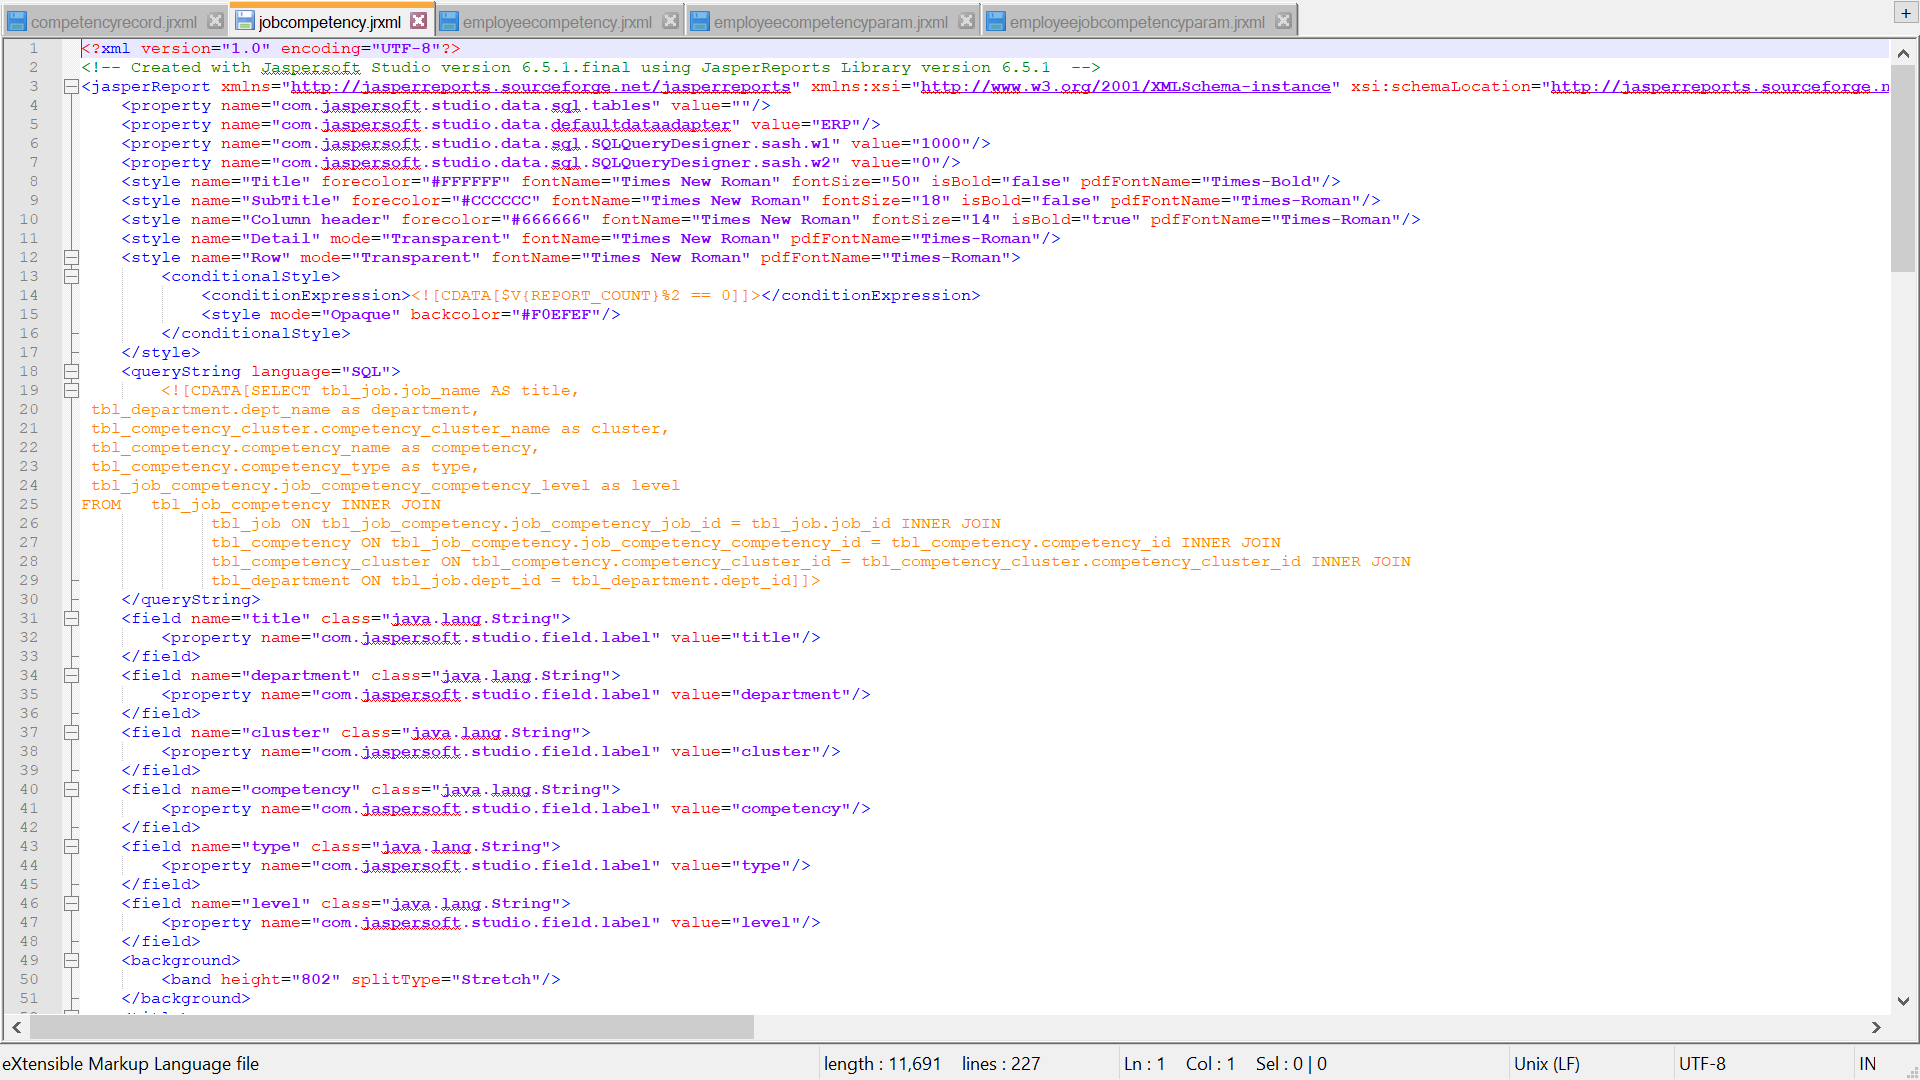 competencyrecord.jrxml jobcompetency.jrxml employeecompetency.jrxml employeecompetencyparam.jrxml employeejobcompetencyparam.jrxml +
1 <?xml version="1.0" encoding="UTF-8"?>
2 <!-- Created with Jaspersoft Studio version 6.5.1.final using JasperReports Library version 6.5.1  -->
3 <jasperReport xmlns="http://jasperreports.sourceforge.net/jasperreports" xmlns:xsi="http://www.w3.org/2001/XMLSchema-instance" xsi:schemaLocation="http://jasperreports.sourceforge.n
4 <property name="com.jaspersoft.studio.data.sql.tables" value=""/>
5 <property name="com.jaspersoft.studio.data.defaultdataadapter" value="ERP"/>
6 <property name="com.jaspersoft.studio.data.sql.SQLQueryDesigner.sash.w1" value="1000"/>
7 <property name="com.jaspersoft.studio.data.sql.SQLQueryDesigner.sash.w2" value="0"/>
8 <style name="Title" forecolor="#FFFFFF" fontName="Times New Roman" fontSize="50" isBold="false" pdfFontName="Times-Bold"/>
9 <style name="SubTitle" forecolor="#CCCCCC" fontName="Times New Roman" fontSize="18" isBold="false" pdfFontName="Times-Roman"/>
10 <style name="Column header" forecolor="#666666" fontName="Times New Roman" fontSize="14" isBold="true" pdfFontName="Times-Roman"/>
11 <style name="Detail" mode="Transparent" fontName="Times New Roman" pdfFontName="Times-Roman"/>
12 <style name="Row" mode="Transparent" fontName="Times New Roman" pdfFontName="Times-Roman">
13 <conditionalStyle>
14 <conditionExpression><![CDATA[$V{REPORT_COUNT}%2 == 0]]></conditionExpression>
15 <style mode="Opaque" backcolor="#F0EFEF"/>
16 </conditionalStyle>
17 </style>
18 <queryString language="SQL">
19 <![CDATA[SELECT tbl_job.job_name AS title,
20 tbl_department.dept_name as department,
21 tbl_competency_cluster.competency_cluster_name as cluster,
22 tbl_competency.competency_name as competency,
23 tbl_competency.competency_type as type,
24 tbl_job_competency.job_competency_competency_level as level
25 FROM   tbl_job_competency INNER JOIN
26 tbl_job ON tbl_job_competency.job_competency_job_id = tbl_job.job_id INNER JOIN
27 tbl_competency ON tbl_job_competency.job_competency_competency_id = tbl_competency.competency_id INNER JOIN
28 tbl_competency_cluster ON tbl_competency.competency_cluster_id = tbl_competency_cluster.competency_cluster_id INNER JOIN
29 tbl_department ON tbl_job.dept_id = tbl_department.dept_id]]>
30 </queryString>
31 <field name="title" class="java.lang.String">
32 <property name="com.jaspersoft.studio.field.label" value="title"/>
33 </field>
34 <field name="department" class="java.lang.String">
35 <property name="com.jaspersoft.studio.field.label" value="department"/>
36 </field>
37 <field name="cluster" class="java.lang.String">
38 <property name="com.jaspersoft.studio.field.label" value="cluster"/>
39 </field>
40 <field name="competency" class="java.lang.String">
41 <property name="com.jaspersoft.studio.field.label" value="competency"/>
42 </field>
43 <field name="type" class="java.lang.String">
44 <property name="com.jaspersoft.studio.field.label" value="type"/>
45 </field>
46 <field name="level" class="java.lang.String">
47 <property name="com.jaspersoft.studio.field.label" value="level"/>
48 </field>
49 <background>
50 <band height="802" splitType="Stretch"/>
51 </background>
eXtensible Markup Language file length : 11,691 lines : 227 Ln : 1 Col : 1 Sel : 0 | 0 Unix (LF) UTF-8 IN